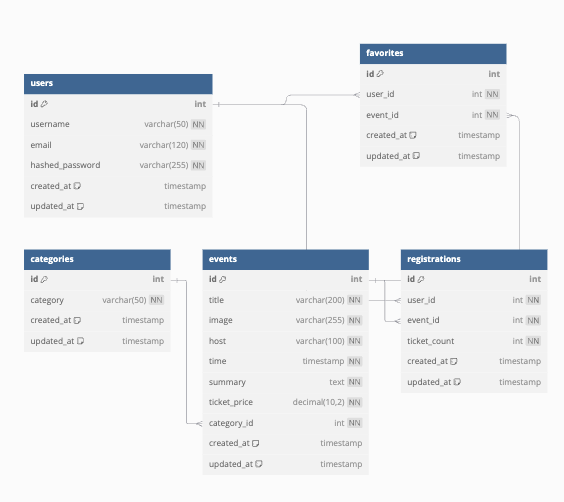 users
id int
username varchar(50) NN
email varchar(120) NN
hashed_password varchar(255) NN
created_at timestamp
updated_at timestamp
favorites
id int
user_id int NN
event_id int NN
created_at timestamp
updated_at timestamp
categories
id int
category varchar(50) NN
created_at timestamp
updated_at timestamp
events
id int
title varchar(200) NN
image varchar(255) NN
host varchar(100) NN
time timestamp NN
summary text NN
ticket_price decimal(10,2) NN
category_id int NN
created_at timestamp
updated_at timestamp
registrations
id int
user_id int NN
event_id int NN
ticket_count int NN
created_at timestamp
updated_at timestamp